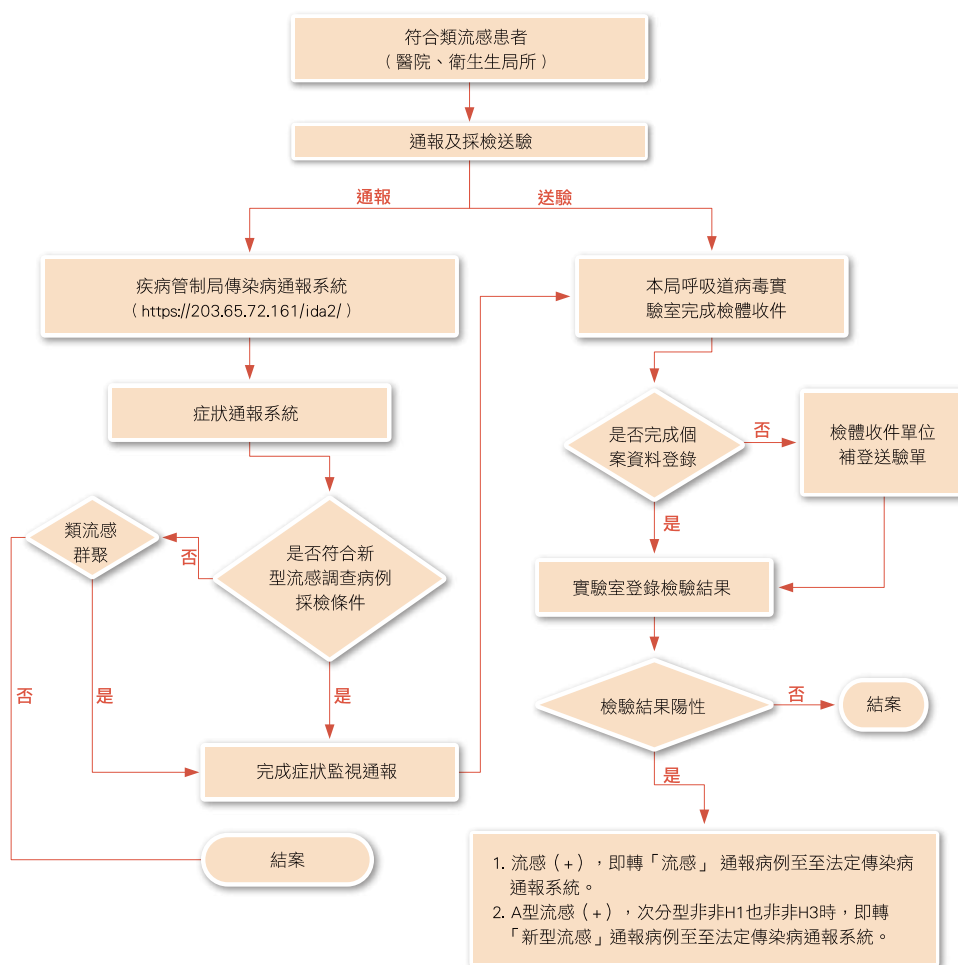 符合類流感患者
（醫院、衛生生局所）
通報及採檢送驗
通報
送驗
疾病管制局傳染病通報系統
（https://203.65.72.161/ida2/）
本局呼吸道病毒實
驗室完成檢體收件
症狀通報系統
是否完成個
案資料登錄
否
檢體收件單位
補登送驗單
類流感
群聚
否
是否符合新
型流感調查病例
採檢條件
是
實驗室登錄檢驗結果
否
是
是
檢驗結果陽性
否
結案
完成症狀監視通報
是
結案
1. 流感（+），即轉「流感」 通報病例至至法定傳染病
通報系統。
2. A型流感（+），次分型非非H1也非非H3時，即轉
「新型流感」通報病例至至法定傳染病通報系統。